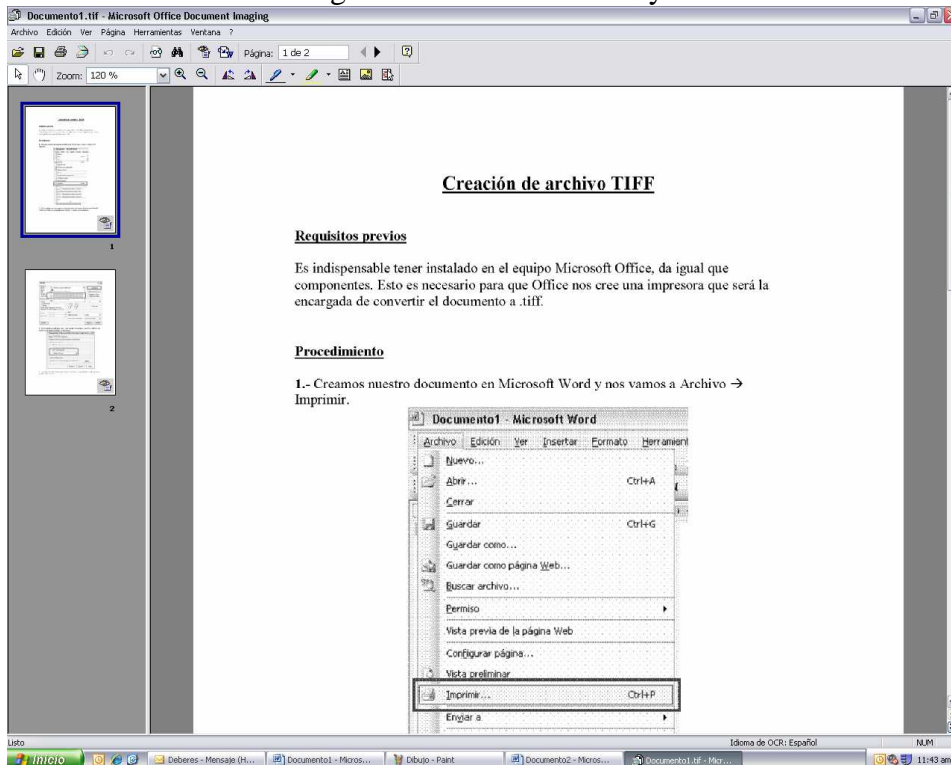 Documento1.tif - Microsoft Office Document Imaging
Archivo Edición Ver Página Herramientas Ventana ?
Página: 1 de 2
Zoom: 120 %
1
2
Creación de archivo TIFF
Requisitos previos
Es indispensable tener instalado en el equipo Microsoft Office, da igual que
componentes. Esto es necesario para que Office nos cree una impresora que será la
encargada de convertir el documento a .tiff.
Procedimiento
1.- Creamos nuestro documento en Microsoft Word y nos vamos a Archivo →
Imprimir.
Documento1 - Microsoft Word
Archivo Edición Ver Insertar Formato Herramient
Nuevo...
Abrir... Ctrl+A
Cerrar
Guardar Ctrl+G
Guardar como...
Guardar como página Web...
Buscar archivo...
Permiso
Vista previa de la página Web
Configurar página...
Vista preliminar
Imprimir... Ctrl+P
Enviar a
Listo Idioma de OCR: Español NUM
Inicio Deberes - Mensaje (H... Documento1 - Micros... Dibujo - Paint Documento2 - Micros... Documento1.tif - Micr... 11:43 am